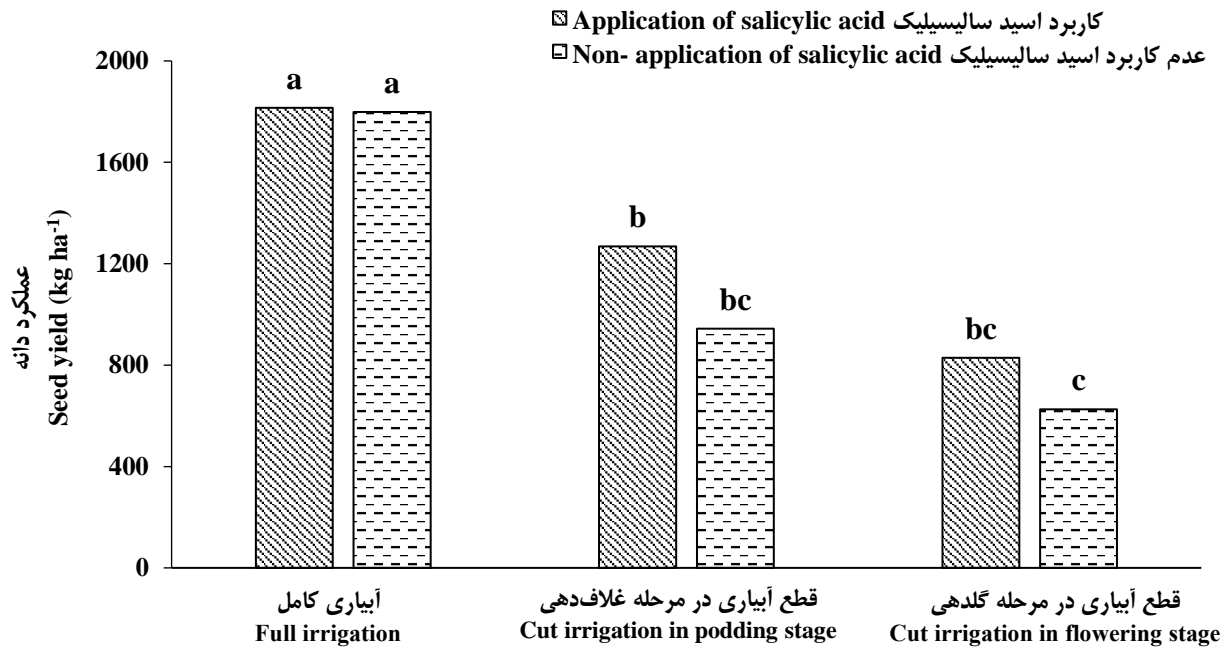 Application of salicylic acid کاربرد اسید سالیسیلیک
Non- application of salicylic acid عدم کاربرد اسید سالیسیلیک
عملکرد دانه
Seed yield (kg ha-1)
2000
1600
1200
800
400
0
a
a
b
bc
bc
c
آبیاری کامل
Full irrigation
قطع آبیاری در مرحله غلاف‌دهی
Cut irrigation in podding stage
قطع آبیاری در مرحله گلدهی
Cut irrigation in flowering stage